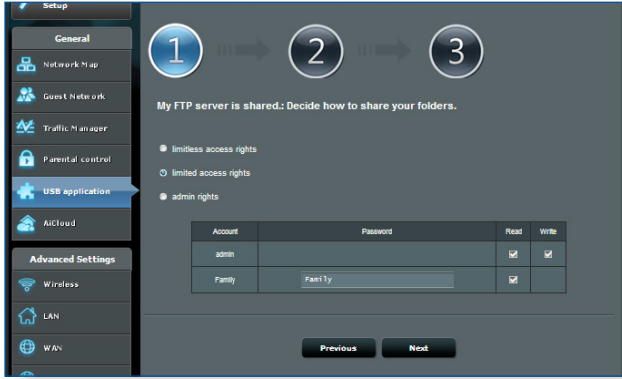 Setup
General
Network Map
Guest Network
Traffic Manager
Parental control
USB application
AiCloud
Advanced Settings
Wireless
LAN
WAN
1 2 3
My FTP server is shared.: Decide how to share your folders.
limitless access rights
limited access rights
admin rights
Account Password Read Write
admin
Family Family
Previous Next